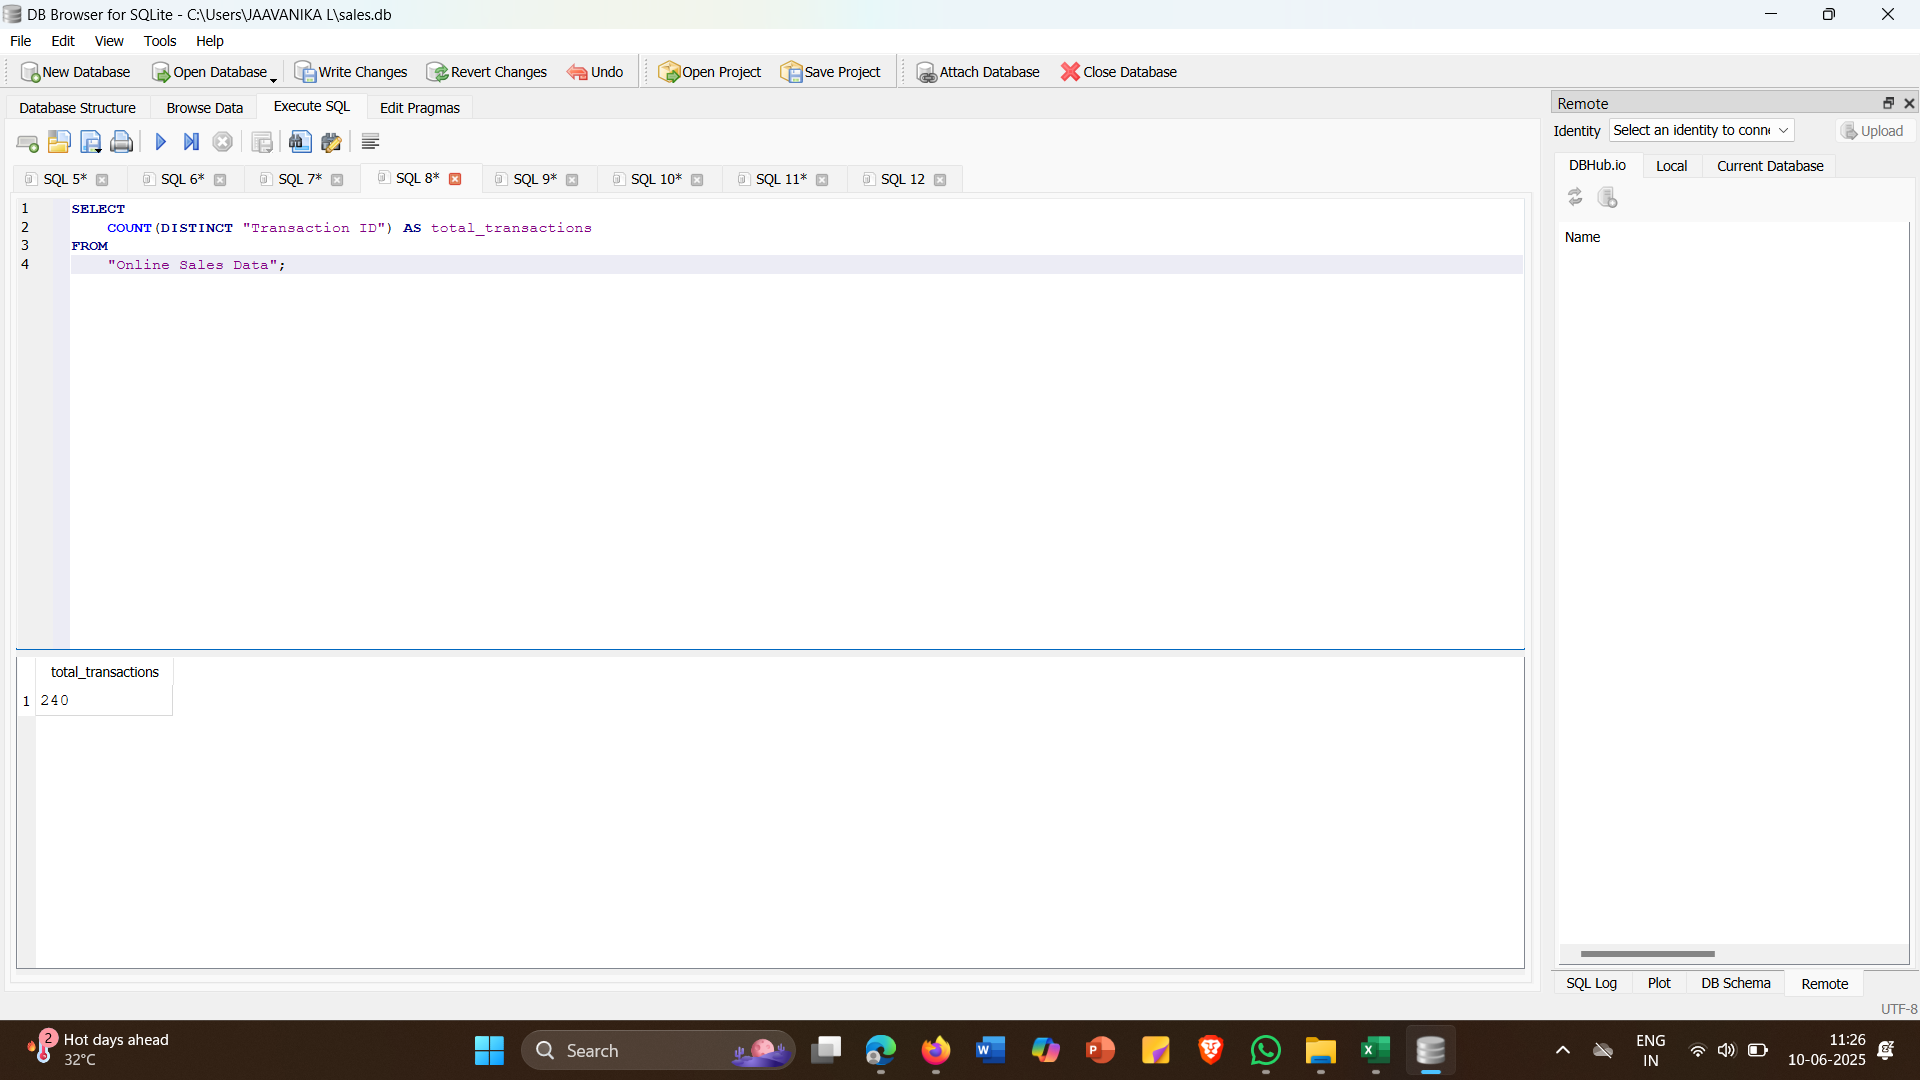 DB Browser for SQLite - C:\Users\JAAVANIKA L\sales.db
File Edit View Tools Help
New Database Open Database Write Changes Revert Changes Undo Open Project Save Project Attach Database Close Database
Database Structure Browse Data Execute SQL Edit Pragmas
SQL 5* SQL 6* SQL 7* SQL 8* SQL 9* SQL 10* SQL 11* SQL 12
1 SELECT
2 COUNT(DISTINCT "Transaction ID") AS total_transactions
3 FROM
4 "Online Sales Data";
total_transactions
1 240
Remote
Identity Select an identity to conne Upload
DBHub.io Local Current Database
Name
SQL Log Plot DB Schema Remote
UTF-8
2 Hot days ahead
32°C
Search
ENG
IN
11:26
10-06-2025